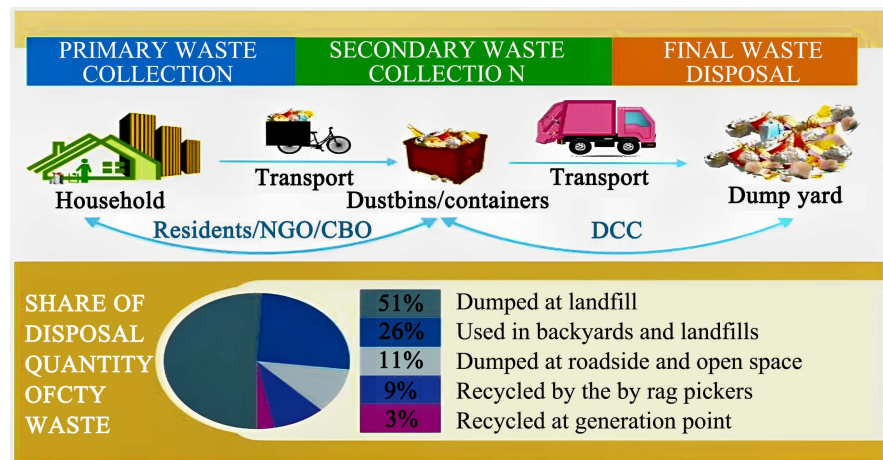 PRIMARY WASTE
COLLECTION
SECONDARY WASTE
COLLECTIO N
FINAL WASTE
DISPOSAL
Household
Transport
Dustbins/containers
Transport
Dump yard
Residents/NGO/CBO
DCC
SHARE OF
DISPOSAL
QUANTITY
OFCTY
WASTE
51% Dumped at landfill
26% Used in backyards and landfills
11% Dumped at roadside and open space
9% Recycled by the by rag pickers
3% Recycled at generation point